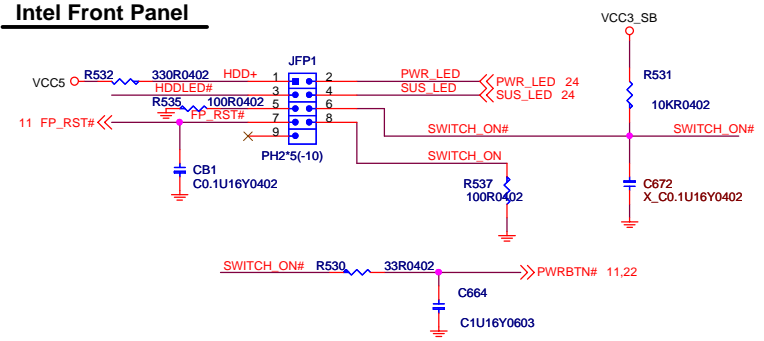 Intel Front Panel
VCC3_SB
JFP1
R531
10KR0402
VCC5 R532 330R0402 HDD+ 1 2 PWR_LED PWR_LED 24
HDDLED# 3 4 SUS_LED SUS_LED 24
R535 100R0402 5 6
11 FP_RST# FP_RST# 7 8 SWITCH_ON# SWITCH_ON#
9
PH2*5(-10) SWITCH_ON
CB1
C0.1U16Y0402
R537
100R0402
C672
X_C0.1U16Y0402
SWITCH_ON# R530 33R0402 PWRBTN# 11,22
C664
C1U16Y0603